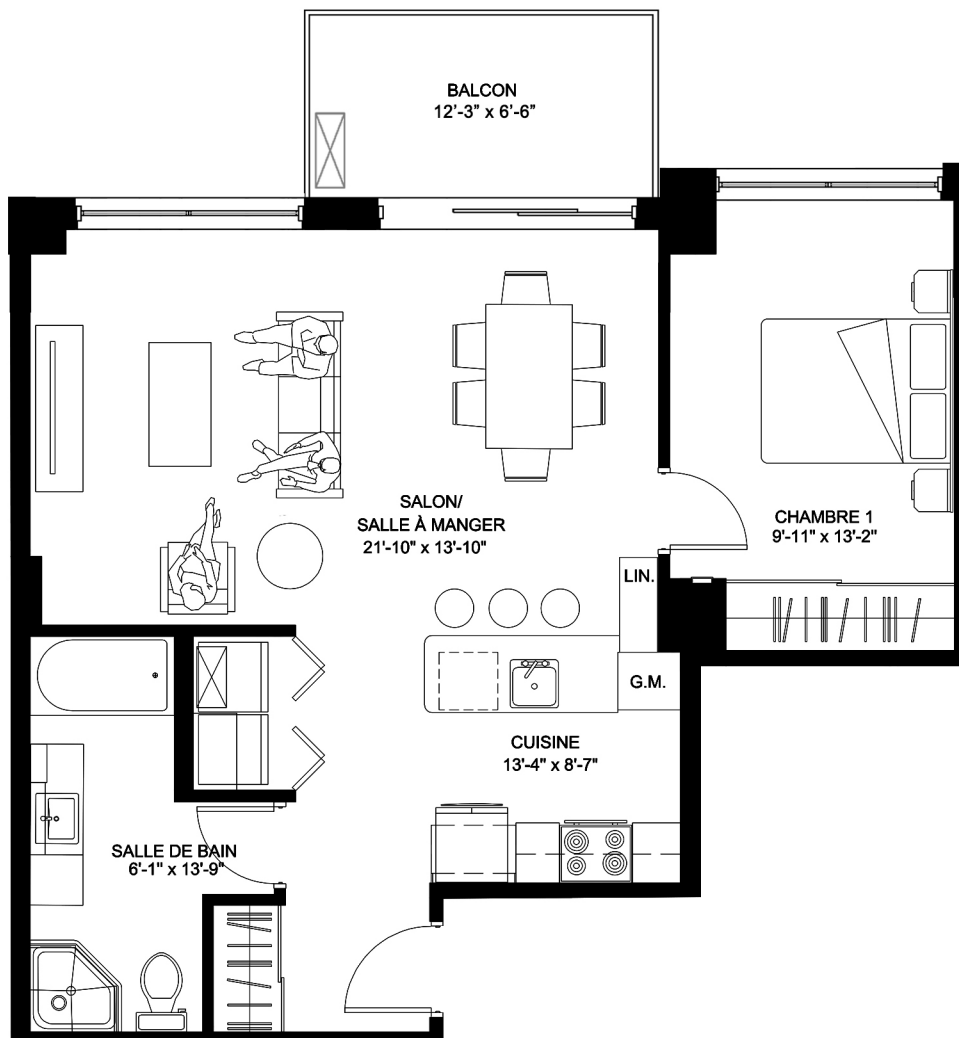 BALCON
12'-3" x 6'-6"
SALON/
SALLE À MANGER
21'-10" x 13'-10"
CHAMBRE 1
9'-11" x 13'-2"
LIN.
G.M.
CUISINE
13'-4" x 8'-7"
SALLE DE BAIN
6'-1" x 13'-9"